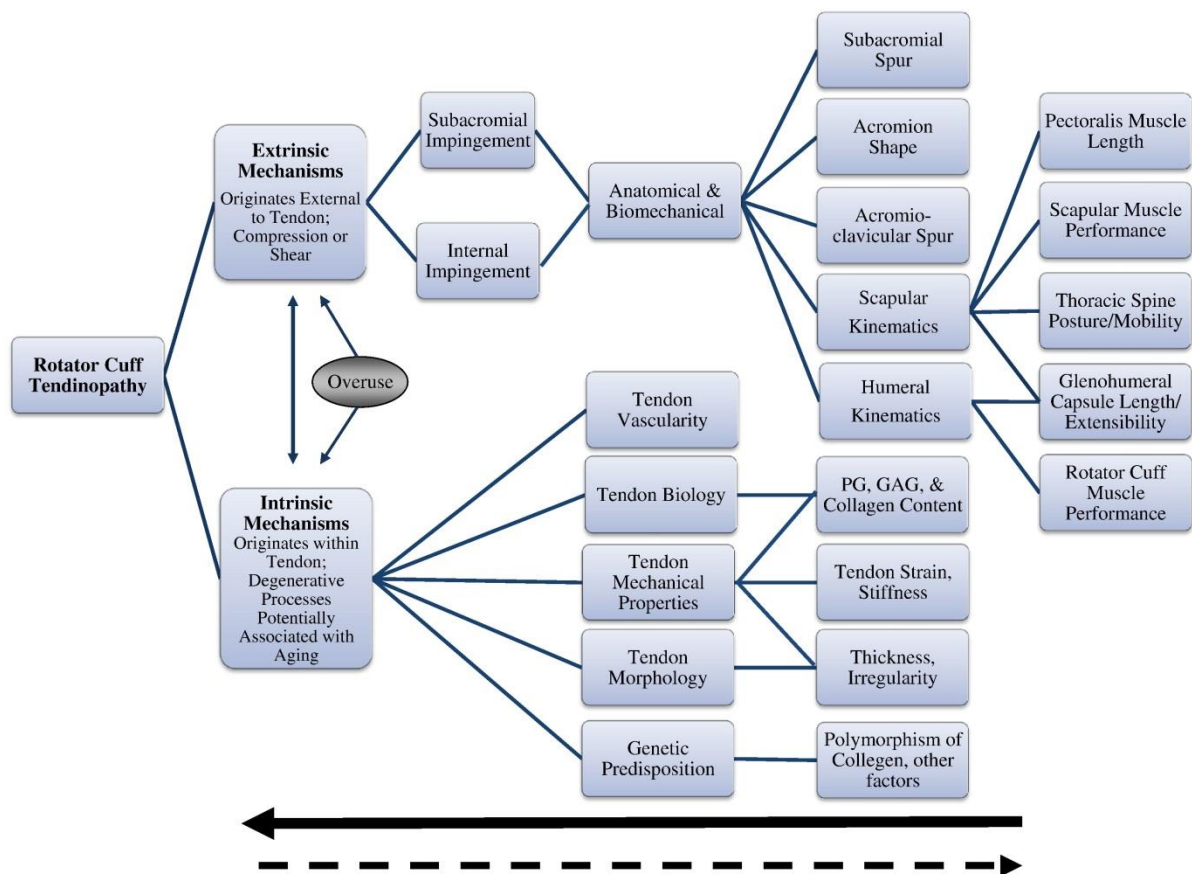 Rotator Cuff
Tendinopathy
Extrinsic
Mechanisms
Originates External
to Tendon;
Compression or
Shear
Overuse
Intrinsic
Mechanisms
Originates within
Tendon;
Degenerative
Processes
Potentially
Associated with
Aging
Subacromial
Impingement
Internal
Impingement
Anatomical &
Biomechanical
Subacromial
Spur
Acromion
Shape
Acromio-
clavicular Spur
Scapular
Kinematics
Humeral
Kinematics
Pectoralis Muscle
Length
Scapular Muscle
Performance
Thoracic Spine
Posture/Mobility
Glenohumeral
Capsule Length/
Extensibility
Rotator Cuff
Muscle
Performance
Tendon
Vascularity
Tendon Biology
Tendon
Mechanical
Properties
Tendon
Morphology
Genetic
Predisposition
PG, GAG, &
Collagen Content
Tendon Strain,
Stiffness
Thickness,
Irregularity
Polymorphism of
Collegen, other
factors